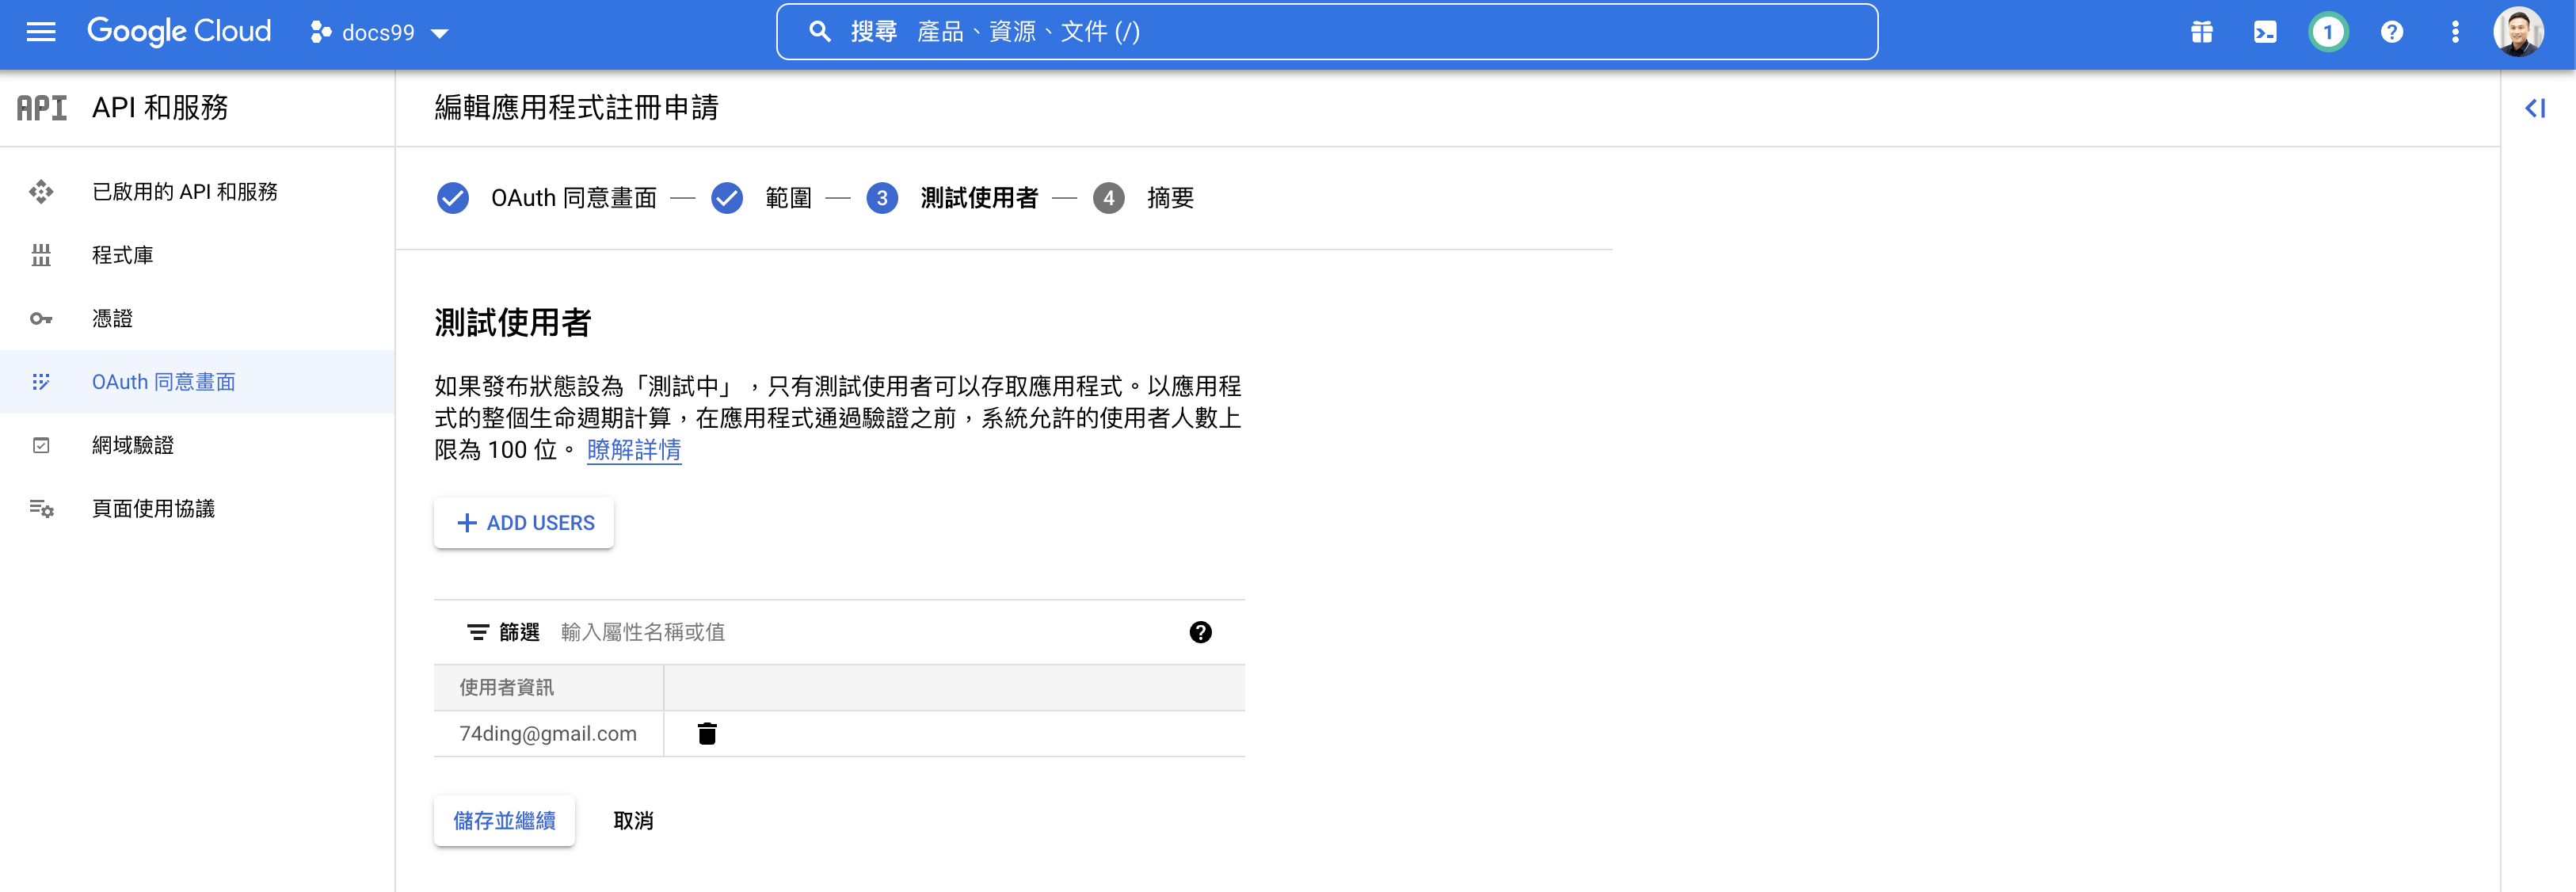 Google Cloud
docs99
搜尋 產品、資源、文件 (/)
1
API API 和服務
已啟用的 API 和服務
程式庫
憑證
OAuth 同意畫面
網域驗證
頁面使用協議
編輯應用程式註冊申請
OAuth 同意畫面 — 範圍 — 3 測試使用者 — 4 摘要
測試使用者
如果發布狀態設為「測試中」，只有測試使用者可以存取應用程式。以應用程
式的整個生命週期計算，在應用程式通過驗證之前，系統允許的使用者人數上
限為 100 位。 瞭解詳情
+ ADD USERS
篩選 輸入屬性名稱或值
使用者資訊
74ding@gmail.com
儲存並繼續 取消